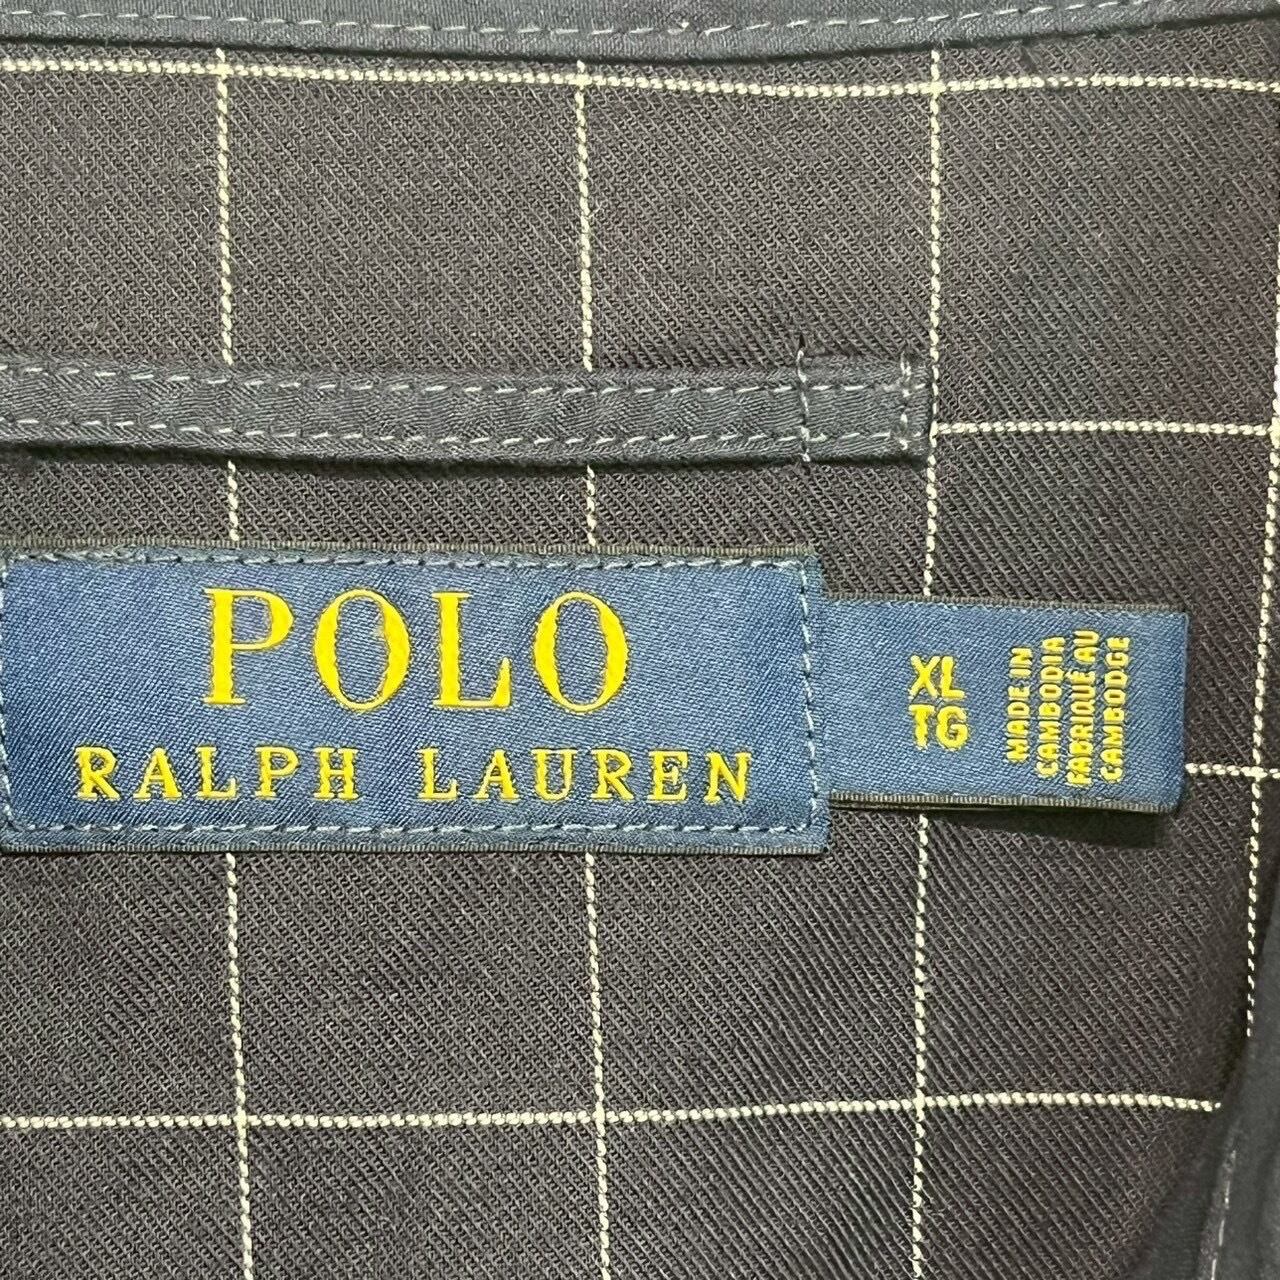 POLO
RALPH LAUREN
XL
TG
MADE IN
CAMBODIA
FABRIQUÉ AU
CAMBODGE